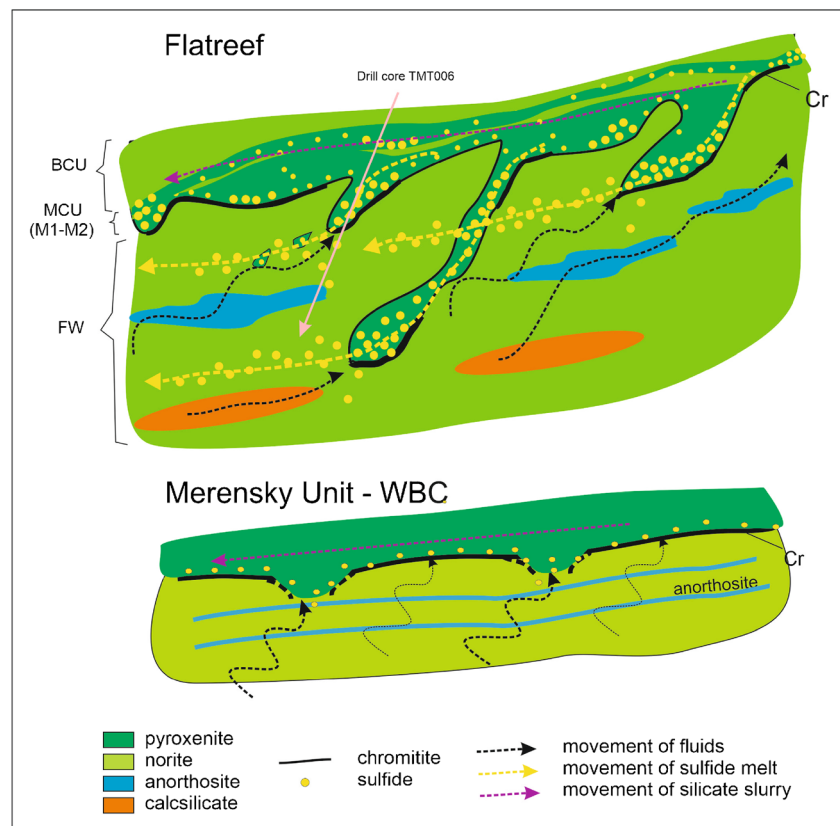 Flatreef
Drill core TMT006
Cr
BCU
MCU
(M1-M2)
FW
Merensky Unit - WBC
Cr
anorthosite
pyroxenite
norite
anorthosite
calcsilicate
chromitite
sulfide
movement of fluids
movement of sulfide melt
movement of silicate slurry